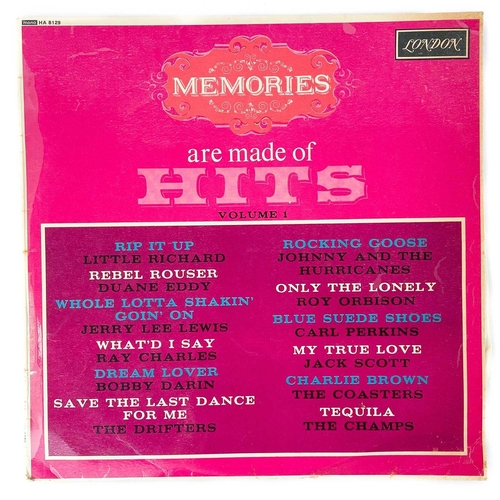 Mono HA 8129
LONDON
MEMORIES
are made of
HITS
VOLUME 1
RIP IT UP
LITTLE RICHARD
REBEL ROUSER
DUANE EDDY
WHOLE LOTTA SHAKIN'
GOIN' ON
JERRY LEE LEWIS
WHAT'D I SAY
RAY CHARLES
DREAM LOVER
BOBBY DARIN
SAVE THE LAST DANCE
FOR ME
THE DRIFTERS
ROCKING GOOSE
JOHNNY AND THE
HURRICANES
ONLY THE LONELY
ROY ORBISON
BLUE SUEDE SHOES
CARL PERKINS
MY TRUE LOVE
JACK SCOTT
CHARLIE BROWN
THE COASTERS
TEQUILA
THE CHAMPS